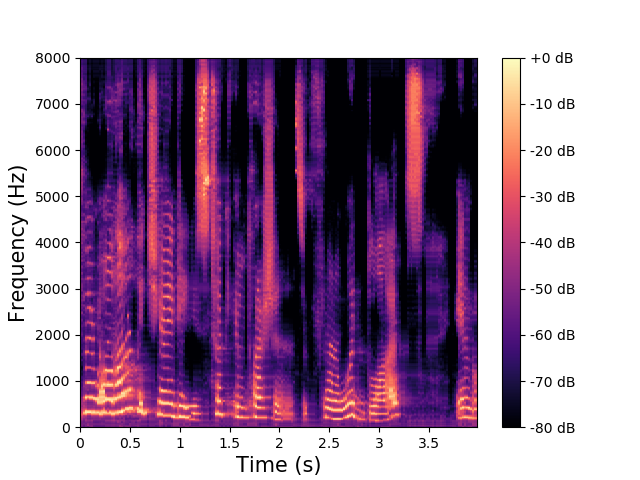 8000
7000
6000
5000
4000
3000
2000
1000
0
Frequency (Hz)
0 0.5 1 1.5 2 2.5 3 3.5
Time (s)
+0 dB
-10 dB
-20 dB
-30 dB
-40 dB
-50 dB
-60 dB
-70 dB
-80 dB